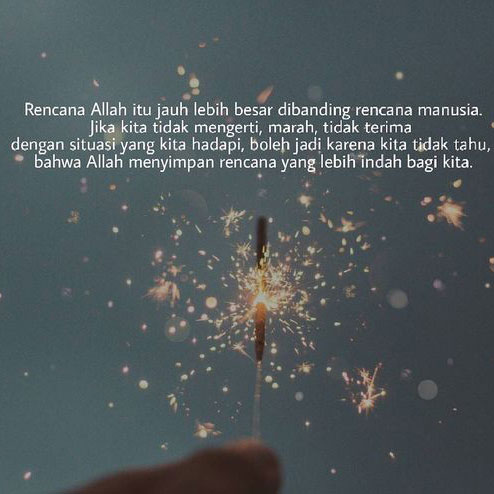 Rencana Allah itu jauh lebih besar dibanding rencana manusia.
Jika kita tidak mengerti, marah, tidak terima
dengan situasi yang kita hadapi, boleh jadi karena kita tidak tahu,
bahwa Allah menyimpan rencana yang lebih indah bagi kita.